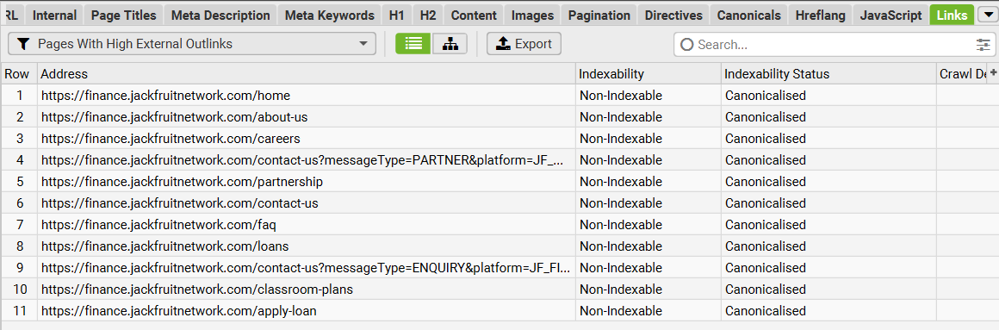 RL Internal Page Titles Meta Description Meta Keywords H1 H2 Content Images Pagination Directives Canonicals Hreflang JavaScript Links
Pages With High External Outlinks Export Search...
Row Address Indexability Indexability Status Crawl De +
1 https://finance.jackfruitnetwork.com/home Non-Indexable Canonicalised
2 https://finance.jackfruitnetwork.com/about-us Non-Indexable Canonicalised
3 https://finance.jackfruitnetwork.com/careers Non-Indexable Canonicalised
4 https://finance.jackfruitnetwork.com/contact-us?messageType=PARTNER&platform=JF_... Non-Indexable Canonicalised
5 https://finance.jackfruitnetwork.com/partnership Non-Indexable Canonicalised
6 https://finance.jackfruitnetwork.com/contact-us Non-Indexable Canonicalised
7 https://finance.jackfruitnetwork.com/faq Non-Indexable Canonicalised
8 https://finance.jackfruitnetwork.com/loans Non-Indexable Canonicalised
9 https://finance.jackfruitnetwork.com/contact-us?messageType=ENQUIRY&platform=JF_FI... Non-Indexable Canonicalised
10 https://finance.jackfruitnetwork.com/classroom-plans Non-Indexable Canonicalised
11 https://finance.jackfruitnetwork.com/apply-loan Non-Indexable Canonicalised